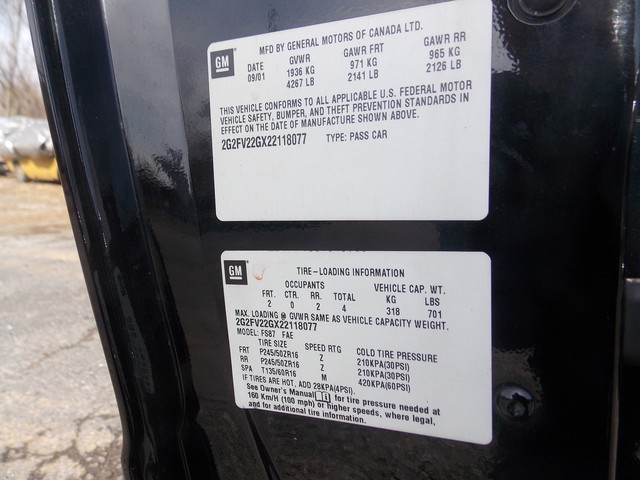 GM
MFD BY GENERAL MOTORS OF CANADA LTD.
DATE GVWR GAWR FRT GAWR RR
09/01 1936 KG 971 KG 965 KG
4267 LB 2141 LB 2126 LB
THIS VEHICLE CONFORMS TO ALL APPLICABLE U.S. FEDERAL MOTOR
VEHICLE SAFETY, BUMPER, AND THEFT PREVENTION STANDARDS IN
EFFECT ON THE DATE OF MANUFACTURE SHOWN ABOVE.
2G2FV22GX22118077 TYPE: PASS CAR
GM
TIRE-LOADING INFORMATION
OCCUPANTS VEHICLE CAP. WT.
FRT. CTR. RR. TOTAL KG LBS
2 0 2 4 318 701
MAX. LOADING @ GVWR SAME AS VEHICLE CAPACITY WEIGHT.
2G2FV22GX22118077
MODEL: FS87 FAE
TIRE SIZE SPEED RTG COLD TIRE PRESSURE
FRT P245/50ZR16 Z 210KPA(30PSI)
RR P245/50ZR16 Z 210KPA(30PSI)
SPA T135/60R16 M 420KPA(60PSI)
IF TIRES ARE HOT, ADD 28KPA(4PSI).
See Owner's Manual for tire pressure needed at
160 Km/H (100 mph) or higher speeds, where legal,
and for additional tire information.